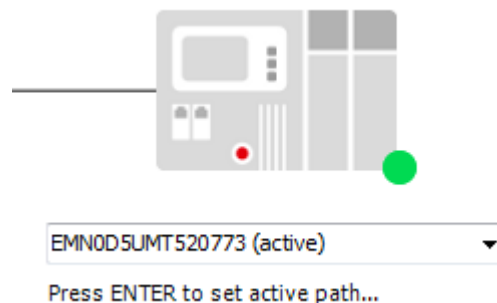 EMN0D5UMT520773 (active)
Press ENTER to set active path...